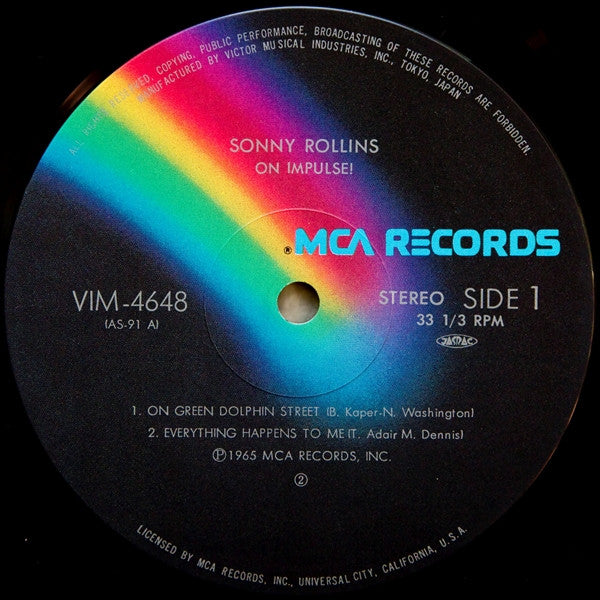 ALL RIGHTS RESERVED. COPYING, PUBLIC PERFORMANCE, BROADCASTING OF THESE RECORDS ARE FORBIDDEN.
MANUFACTURED BY VICTOR MUSICAL INDUSTRIES, INC., TOKYO, JAPAN
SONNY ROLLINS
ON IMPULSE!
® MCA RECORDS
VIM-4648
(AS-91 A)
STEREO SIDE 1
33 1/3 RPM
JASRAC
1. ON GREEN DOLPHIN STREET (B. Kaper-N. Washington)
2. EVERYTHING HAPPENS TO ME (T. Adair M. Dennis)
Ⓟ1965 MCA RECORDS, INC.
②
LICENSED BY MCA RECORDS, INC., UNIVERSAL CITY, CALIFORNIA, U.S.A.